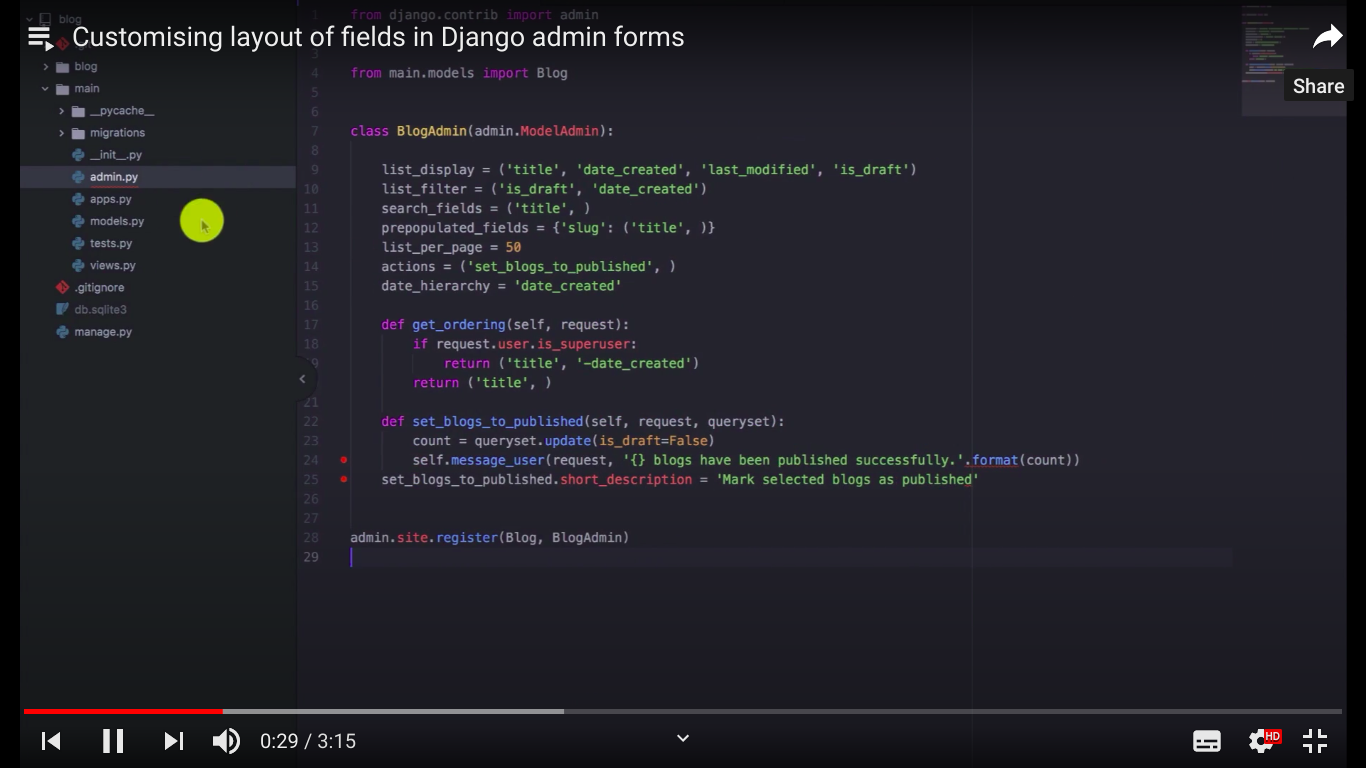 blog
Customising layout of fields in Django admin forms
Share
blog
main
__pycache__
migrations
__init__.py
admin.py
apps.py
models.py
tests.py
views.py
.gitignore
db.sqlite3
manage.py
from django.contrib import admin
4 from main.models import Blog
5
6
7 class BlogAdmin(admin.ModelAdmin):
8
9 list_display = ('title', 'date_created', 'last_modified', 'is_draft')
10 list_filter = ('is_draft', 'date_created')
11 search_fields = ('title', )
12 prepopulated_fields = {'slug': ('title', )}
13 list_per_page = 50
14 actions = ('set_blogs_to_published', )
15 date_hierarchy = 'date_created'
16
17 def get_ordering(self, request):
18 if request.user.is_superuser:
9 return ('title', '-date_created')
return ('title', )
21
22 def set_blogs_to_published(self, request, queryset):
23 count = queryset.update(is_draft=False)
24 self.message_user(request, '{} blogs have been published successfully.'.format(count))
25 set_blogs_to_published.short_description = 'Mark selected blogs as published'
26
27
28 admin.site.register(Blog, BlogAdmin)
29
0:29 / 3:15
HD